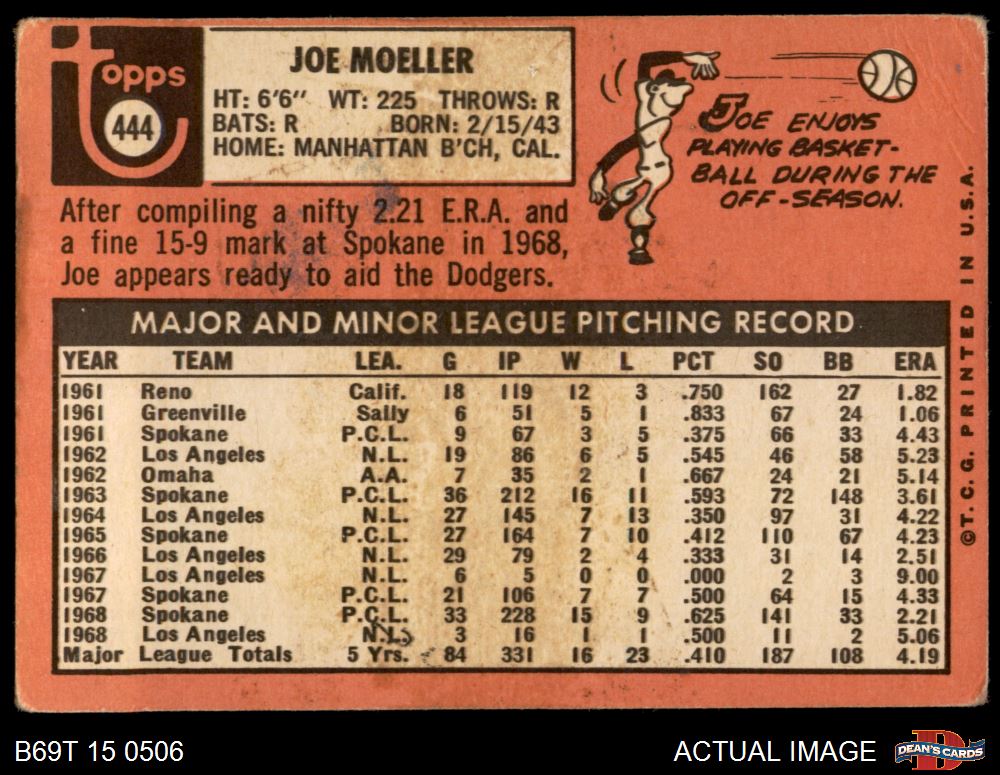 topps
444
JOE MOELLER
HT: 6'6" WT: 225 THROWS: R
BATS: R BORN: 2/15/43
HOME: MANHATTAN B'CH, CAL.
JOE ENJOYS
PLAYING BASKET-
BALL DURING THE
OFF-SEASON.
After compiling a nifty 2.21 E.R.A. and
a fine 15-9 mark at Spokane in 1968,
Joe appears ready to aid the Dodgers.
MAJOR AND MINOR LEAGUE PITCHING RECORD
YEAR TEAM LEA. G IP W L PCT SO BB ERA
1961 Reno Calif. 18 119 12 3 .750 162 27 1.82
1961 Greenville Sally 6 51 5 1 .833 67 24 1.06
1961 Spokane P.C.L. 9 67 3 5 .375 66 33 4.43
1962 Los Angeles N.L. 19 86 6 5 .545 46 58 5.23
1962 Omaha A.A. 7 35 2 1 .667 24 21 5.14
1963 Spokane P.C.L. 36 212 16 11 .593 72 148 3.61
1964 Los Angeles N.L. 27 145 7 13 .350 97 31 4.22
1965 Spokane P.C.L. 27 164 7 10 .412 110 67 4.23
1966 Los Angeles N.L. 29 79 2 4 .333 31 14 2.51
1967 Los Angeles N.L. 6 5 0 0 .000 2 3 9.00
1967 Spokane P.C.L. 21 106 7 7 .500 64 15 4.33
1968 Spokane P.C.L. 33 228 15 9 .625 141 33 2.21
1968 Los Angeles N.L. 3 16 1 1 .500 11 2 5.06
Major League Totals 5 Yrs. 84 331 16 23 .410 187 108 4.19
©T.C.G. PRINTED IN U.S.A.
B69T 15 0506
ACTUAL IMAGE
DEAN'S CARDS